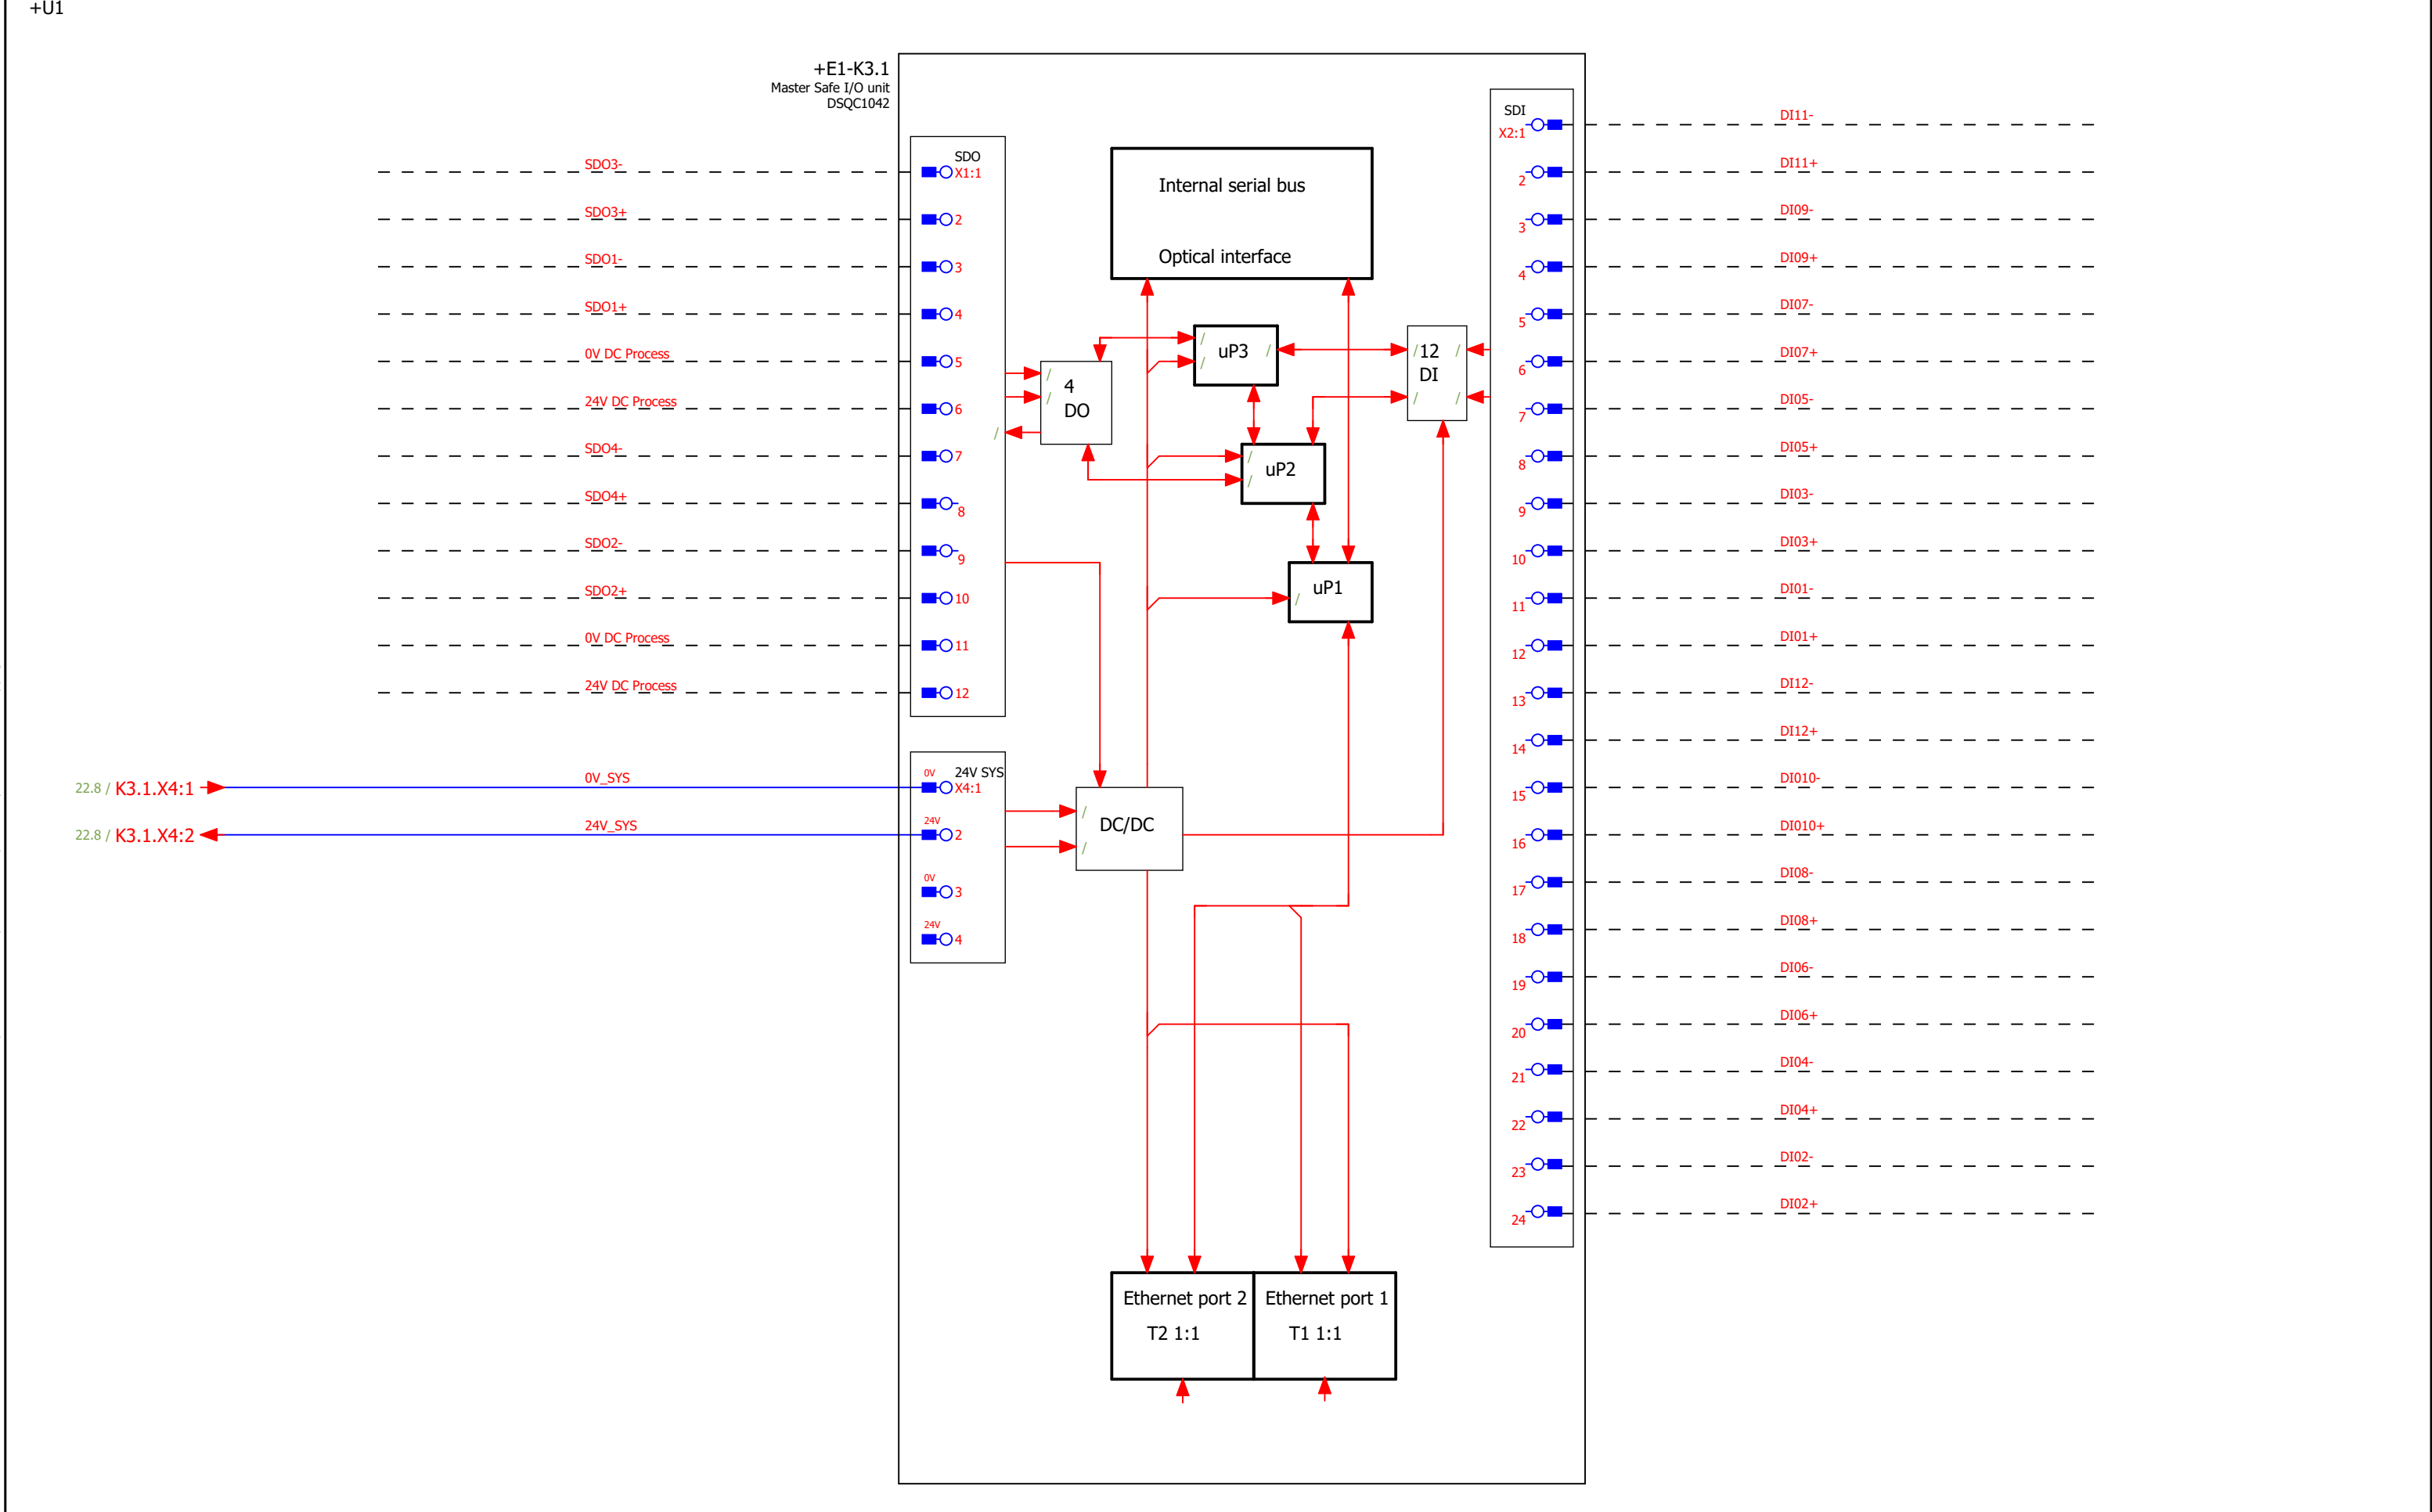 +U1
+E1-K3.1
Master Safe I/O unit
DSQC1042
SDO3-
SDO3+
SDO1-
SDO1+
0V DC Process
24V DC Process
SDO4-
SDO4+
SDO2-
SDO2+
0V DC Process
24V DC Process
SDO
X1:1
2
3
4
5
6
7
8
9
10
11
12
22.8 / K3.1.X4:1
0V_SYS
22.8 / K3.1.X4:2
24V_SYS
0V 24V SYS
X4:1
24V
2
0V
3
24V
4
Internal serial bus
Optical interface
/ uP3 /
/
/ 4
/ DO
/
/ uP2
/
uP1
/
/ 12 /
DI
/ /
/ DC/DC
/
Ethernet port 2
T2 1:1
Ethernet port 1
T1 1:1
SDI
X2:1
2
3
4
5
6
7
8
9
10
11
12
13
14
15
16
17
18
19
20
21
22
23
24
DI11-
DI11+
DI09-
DI09+
DI07-
DI07+
DI05-
DI05+
DI03-
DI03+
DI01-
DI01+
DI12-
DI12+
DI010-
DI010+
DI08-
DI08+
DI06-
DI06+
DI04-
DI04+
DI02-
DI02+